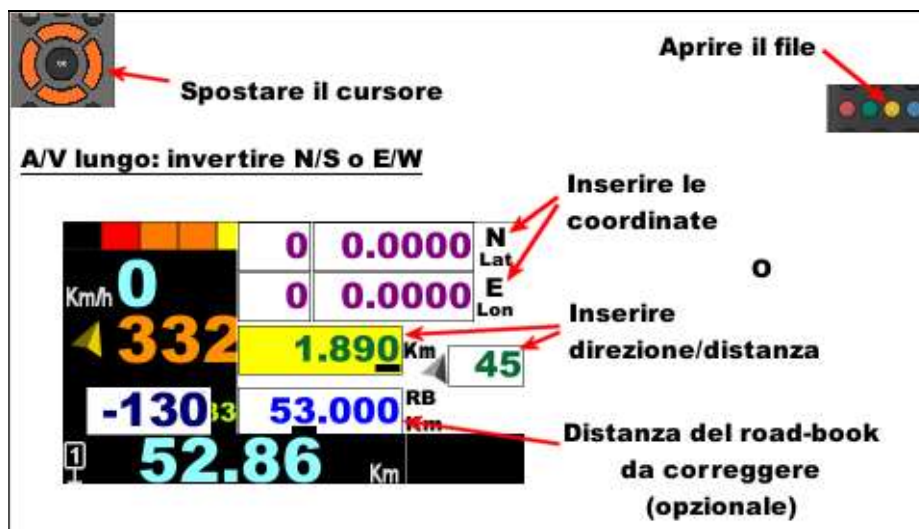 Aprire il file
Spostare il cursore
A/V lungo: invertire N/S o E/W
Inserire le
coordinate
0 0.0000 N
Lat
0 0.0000 E
Lon
O
Km/h 0
332
1.890 Km
45
Inserire
direzione/distanza
-130
53.000 RB
Km
1 52.86 Km
Distanza del road-book
da correggere
(opzionale)